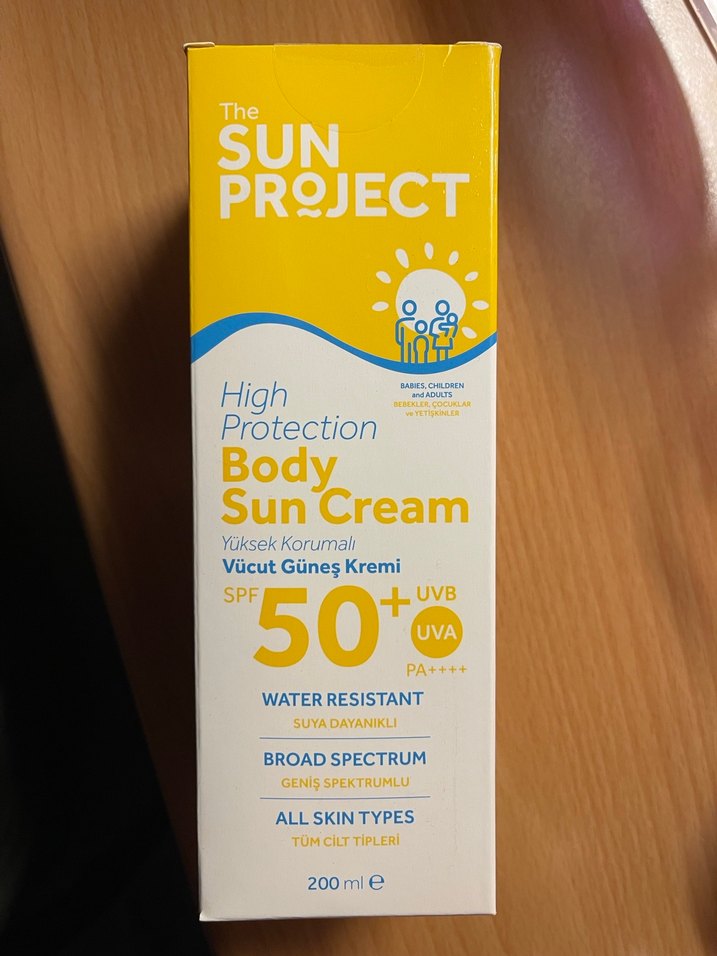 The
SUN
PROJECT
BABIES, CHILDREN
and ADULTS
BEBEKLER, ÇOCUKLAR
ve YETİŞKİNLER
High
Protection
Body
Sun Cream
Yüksek Korumalı
Vücut Güneş Kremi
SPF 50+ UVB
UVA
PA++++
WATER RESISTANT
SUYA DAYANIKLI
BROAD SPECTRUM
GENİŞ SPEKTRUMLU
ALL SKIN TYPES
TÜM CİLT TİPLERİ
200 ml ℮